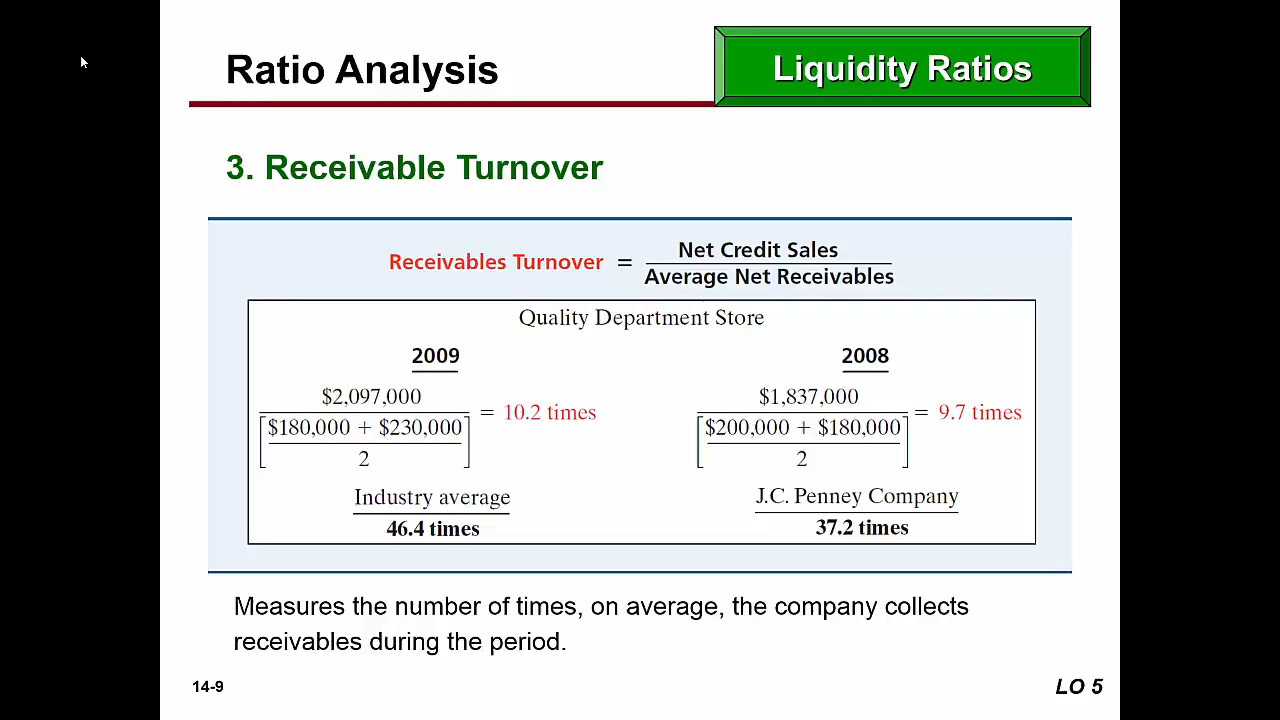 Ratio Analysis
Liquidity Ratios
3. Receivable Turnover
Receivables Turnover = Net Credit Sales
Average Net Receivables
Quality Department Store
2009
2008
$2,097,000
[$180,000 + $230,000
2] = 10.2 times
$1,837,000
[$200,000 + $180,000
2] = 9.7 times
Industry average
46.4 times
J.C. Penney Company
37.2 times
Measures the number of times, on average, the company collects
receivables during the period.
14-9
LO 5